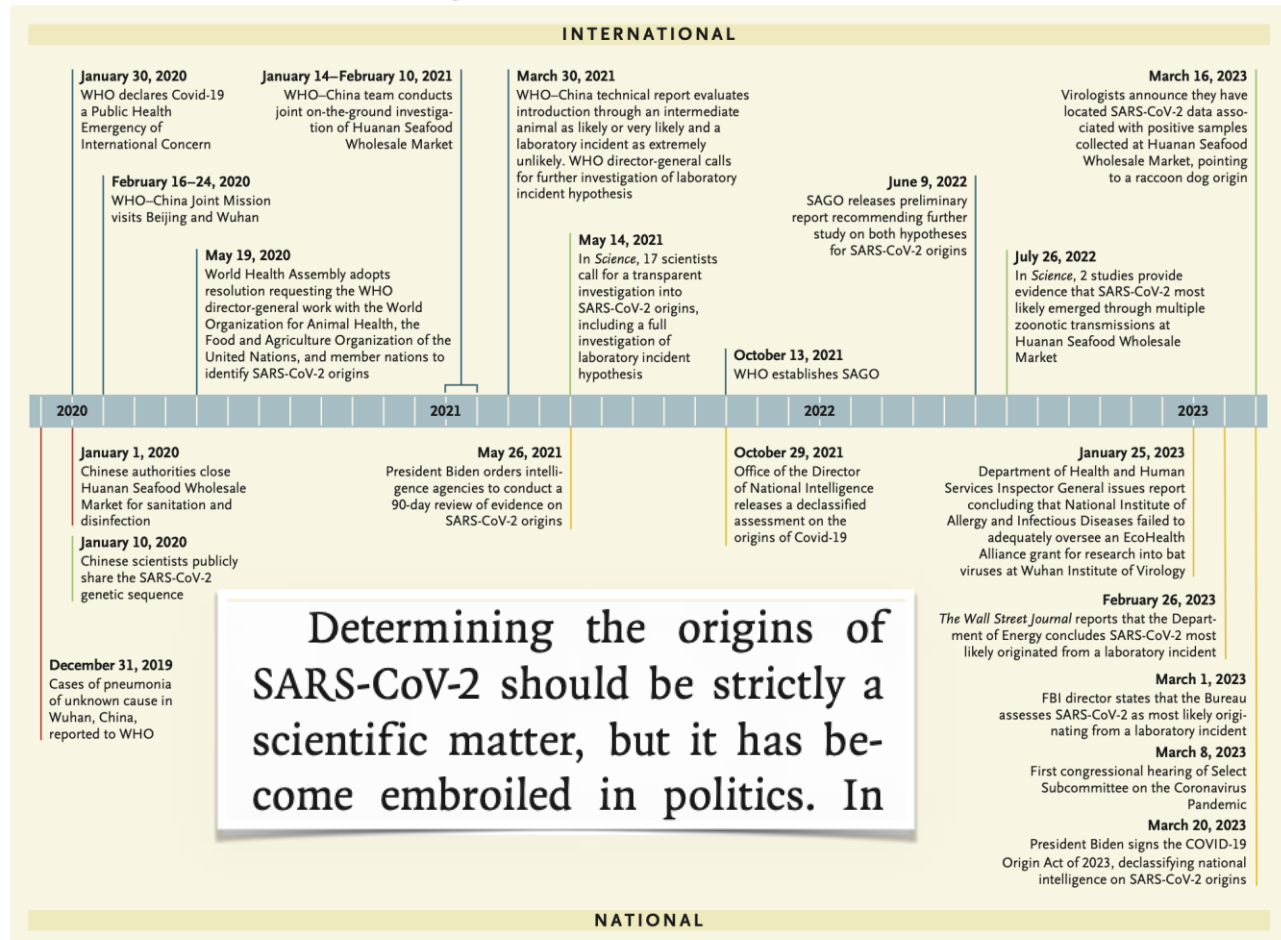 INTERNATIONAL
January 30, 2020
WHO declares Covid-19
a Public Health
Emergency of
International Concern
January 14–February 10, 2021
WHO–China team conducts
joint on-the-ground investiga-
tion of Huanan Seafood
Wholesale Market
March 30, 2021
WHO–China technical report evaluates
introduction through an intermediate
animal as likely or very likely and a
laboratory incident as extremely
unlikely. WHO director-general calls
for further investigation of laboratory
incident hypothesis
March 16, 2023
Virologists announce they have
located SARS-CoV-2 data asso-
ciated with positive samples
collected at Huanan Seafood
Wholesale Market, pointing
to a raccoon dog origin
February 16–24, 2020
WHO–China Joint Mission
visits Beijing and Wuhan
June 9, 2022
SAGO releases preliminary
report recommending further
study on both hypotheses
for SARS-CoV-2 origins
May 19, 2020
World Health Assembly adopts
resolution requesting the WHO
director-general work with the World
Organization for Animal Health, the
Food and Agriculture Organization of the
United Nations, and member nations to
identify SARS-CoV-2 origins
May 14, 2021
In Science, 17 scientists
call for a transparent
investigation into
SARS-CoV-2 origins,
including a full
investigation of
laboratory incident
hypothesis
July 26, 2022
In Science, 2 studies provide
evidence that SARS-CoV-2 most
likely emerged through multiple
zoonotic transmissions at
Huanan Seafood Wholesale
Market
October 13, 2021
WHO establishes SAGO
2020
2021
2022
2023
January 1, 2020
Chinese authorities close
Huanan Seafood Wholesale
Market for sanitation and
disinfection
January 10, 2020
Chinese scientists publicly
share the SARS-CoV-2
genetic sequence
December 31, 2019
Cases of pneumonia
of unknown cause in
Wuhan, China,
reported to WHO
May 26, 2021
President Biden orders intelli-
gence agencies to conduct a
90-day review of evidence on
SARS-CoV-2 origins
October 29, 2021
Office of the Director
of National Intelligence
releases a declassified
assessment on the
origins of Covid-19
January 25, 2023
Department of Health and Human
Services Inspector General issues report
concluding that National Institute of
Allergy and Infectious Diseases failed to
adequately oversee an EcoHealth
Alliance grant for research into bat
viruses at Wuhan Institute of Virology
February 26, 2023
The Wall Street Journal reports that the Depart-
ment of Energy concludes SARS-CoV-2 most
likely originated from a laboratory incident
March 1, 2023
FBI director states that the Bureau
assesses SARS-CoV-2 as most likely origi-
nating from a laboratory incident
March 8, 2023
First congressional hearing of Select
Subcommittee on the Coronavirus
Pandemic
March 20, 2023
President Biden signs the COVID-19
Origin Act of 2023, declassifying national
intelligence on SARS-CoV-2 origins
Determining the origins of
SARS-CoV-2 should be strictly a
scientific matter, but it has be-
come embroiled in politics. In
NATIONAL